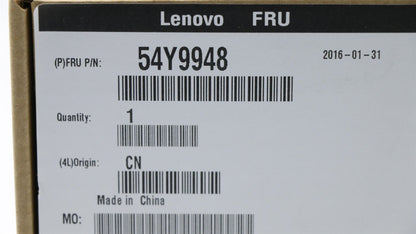 Lenovo FRU
(P)FRU P/N: 54Y9948 2016-01-31
Quantity: 1
(4L)Origin: CN
Made in China
MO: